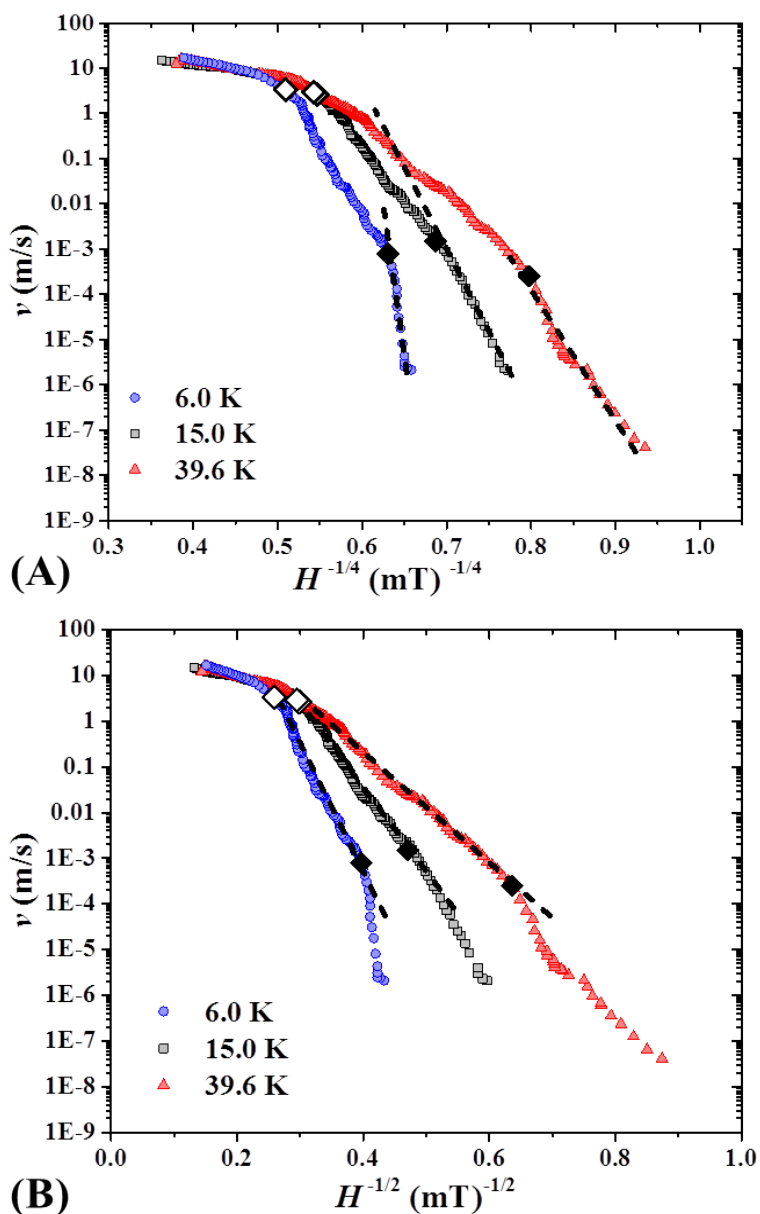 100
10
1
0.1
0.01
1E-3
1E-4
1E-5
1E-6
1E-7
1E-8
1E-9
v (m/s)
6.0 K
15.0 K
39.6 K
0.3 0.4 0.5 0.6 0.7 0.8 0.9 1.0
(A)
H -1/4 (mT) -1/4
100
10
1
0.1
0.01
1E-3
1E-4
1E-5
1E-6
1E-7
1E-8
1E-9
v (m/s)
6.0 K
15.0 K
39.6 K
0.0 0.2 0.4 0.6 0.8 1.0
(B)
H -1/2 (mT)-1/2